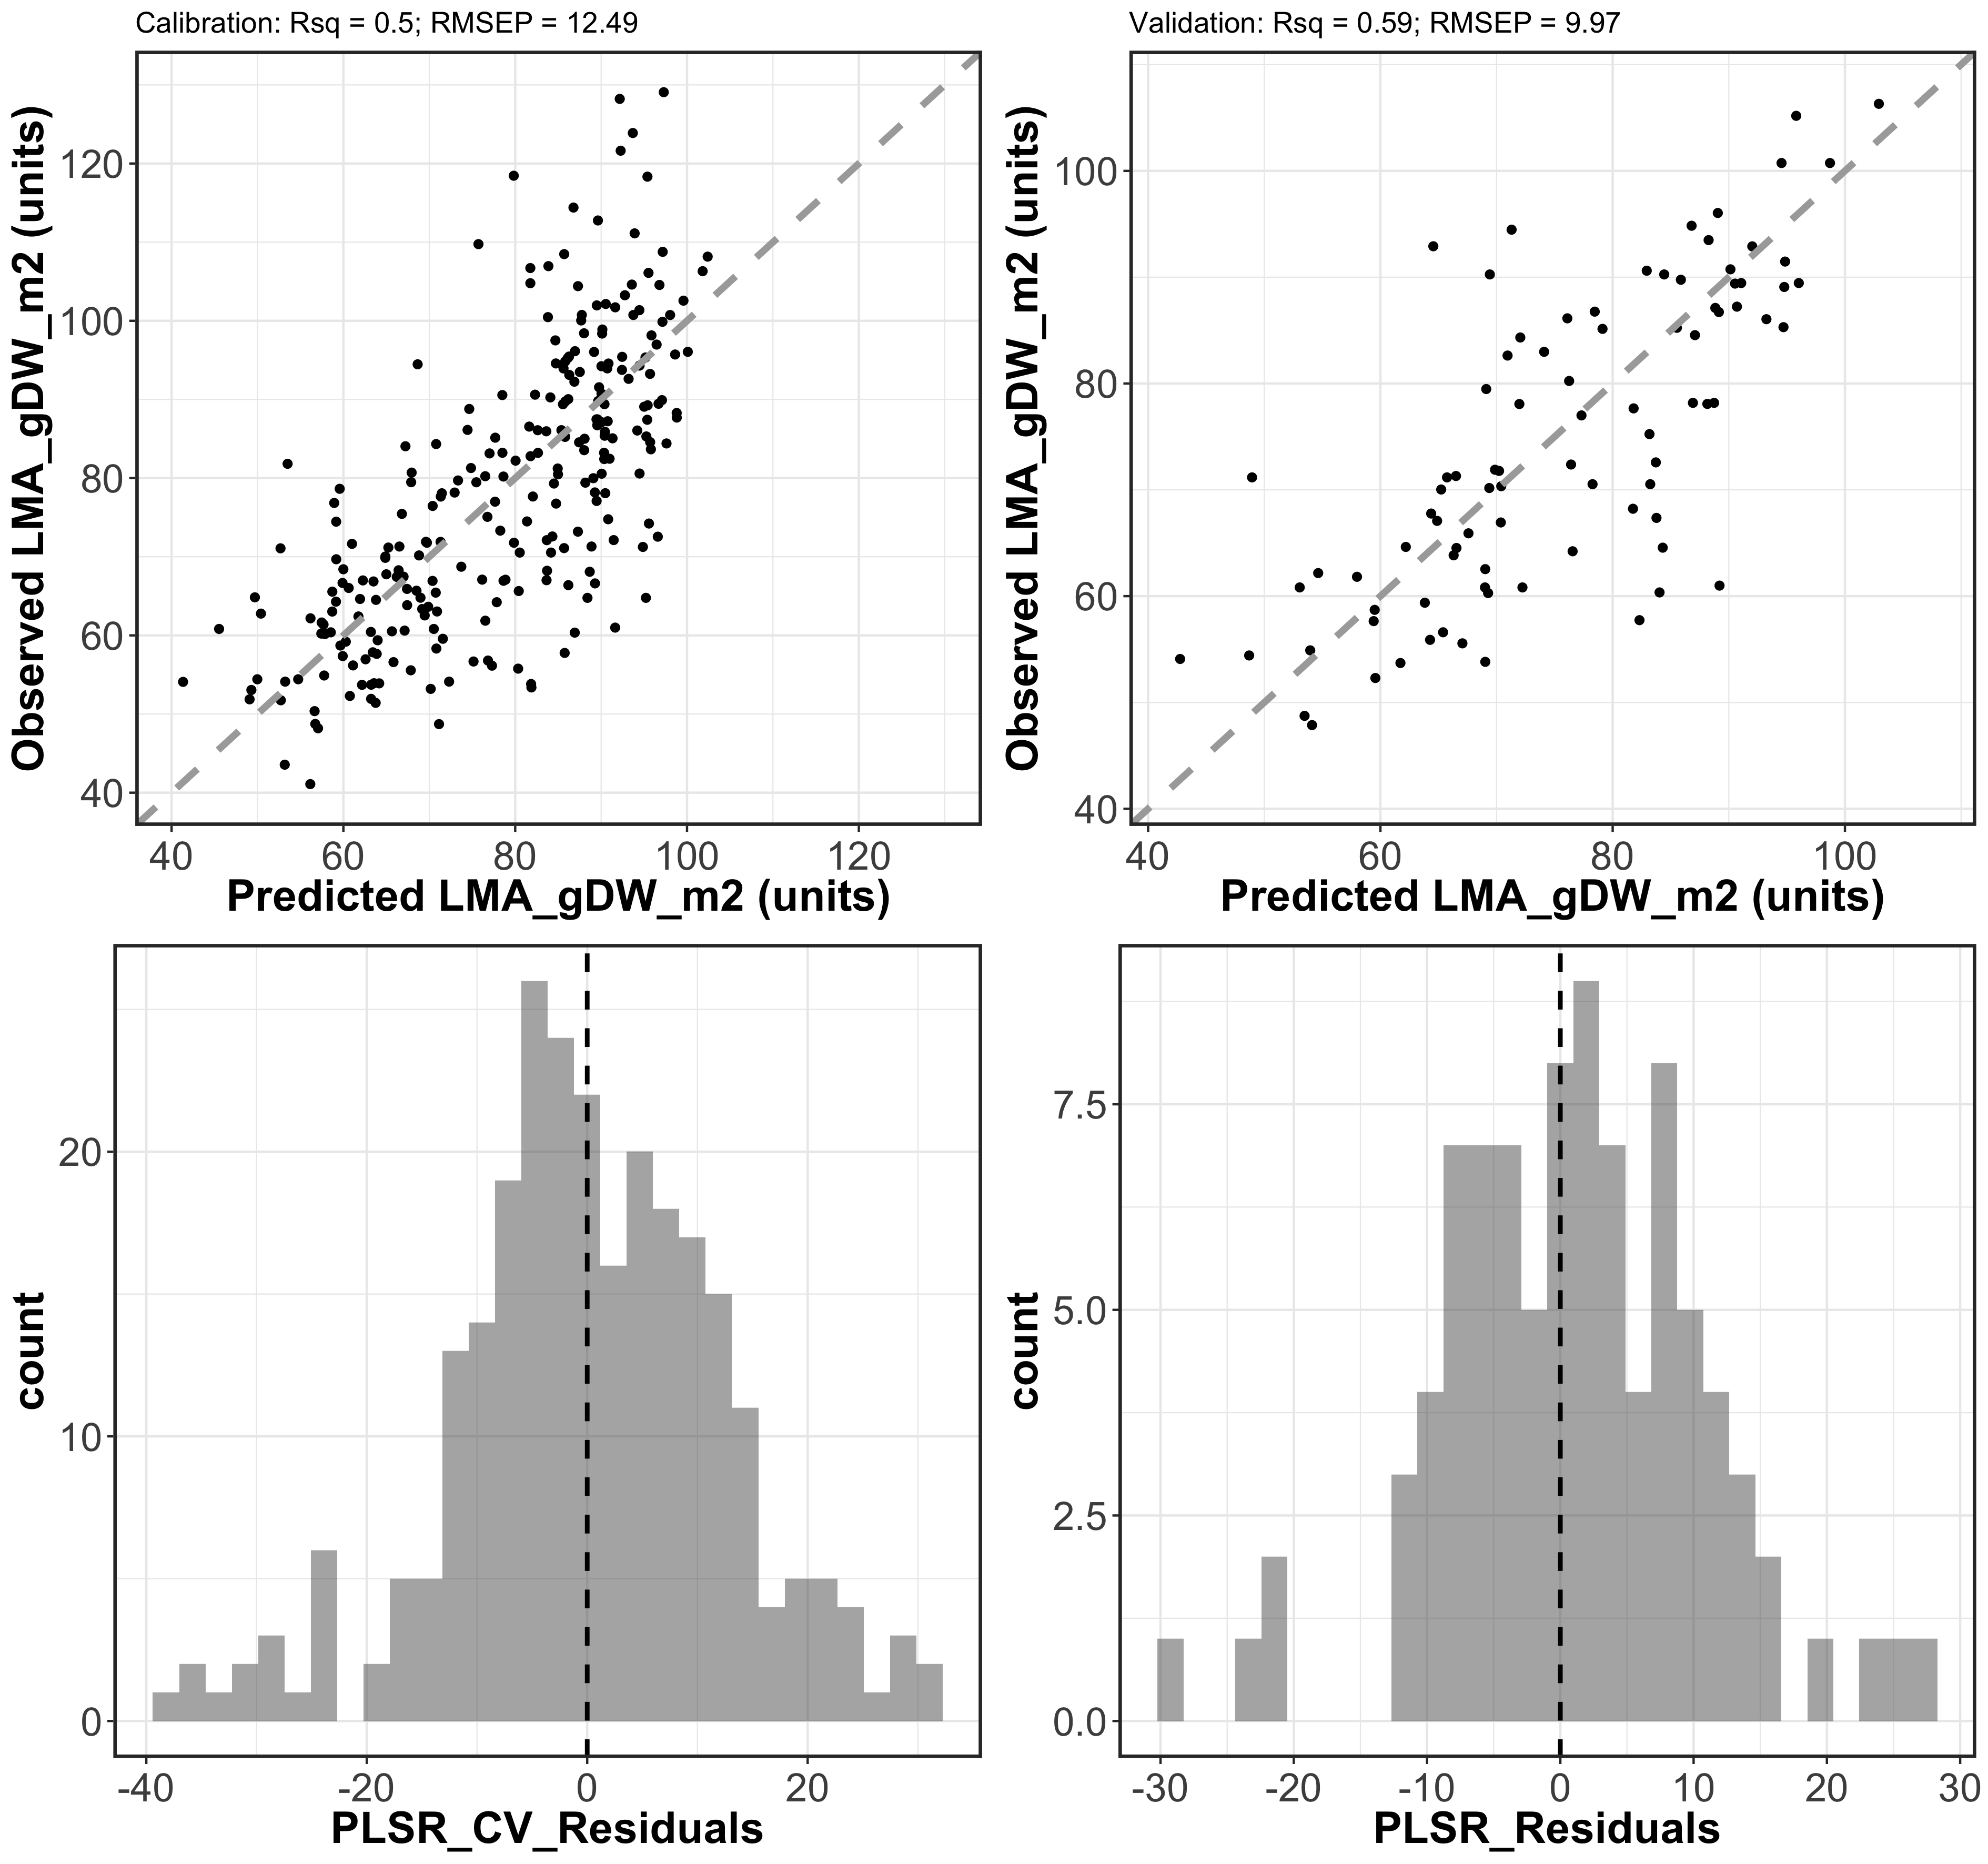 Calibration: Rsq = 0.5; RMSEP = 12.49
Observed LMA_gDW_m2 (units)
120
100
80
60
40
40 60 80 100 120
Predicted LMA_gDW_m2 (units)
Validation: Rsq = 0.59; RMSEP = 9.97
Observed LMA_gDW_m2 (units)
100
80
60
40
40 60 80 100
Predicted LMA_gDW_m2 (units)
count
20
10
0
-40 -20 0 20
PLSR_CV_Residuals
count
7.5
5.0
2.5
0.0
-30 -20 -10 0 10 20 30
PLSR_Residuals